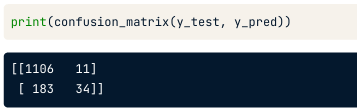 print(confusion_matrix(y_test, y_pred))
[[1106   11]
 [ 183   34]]